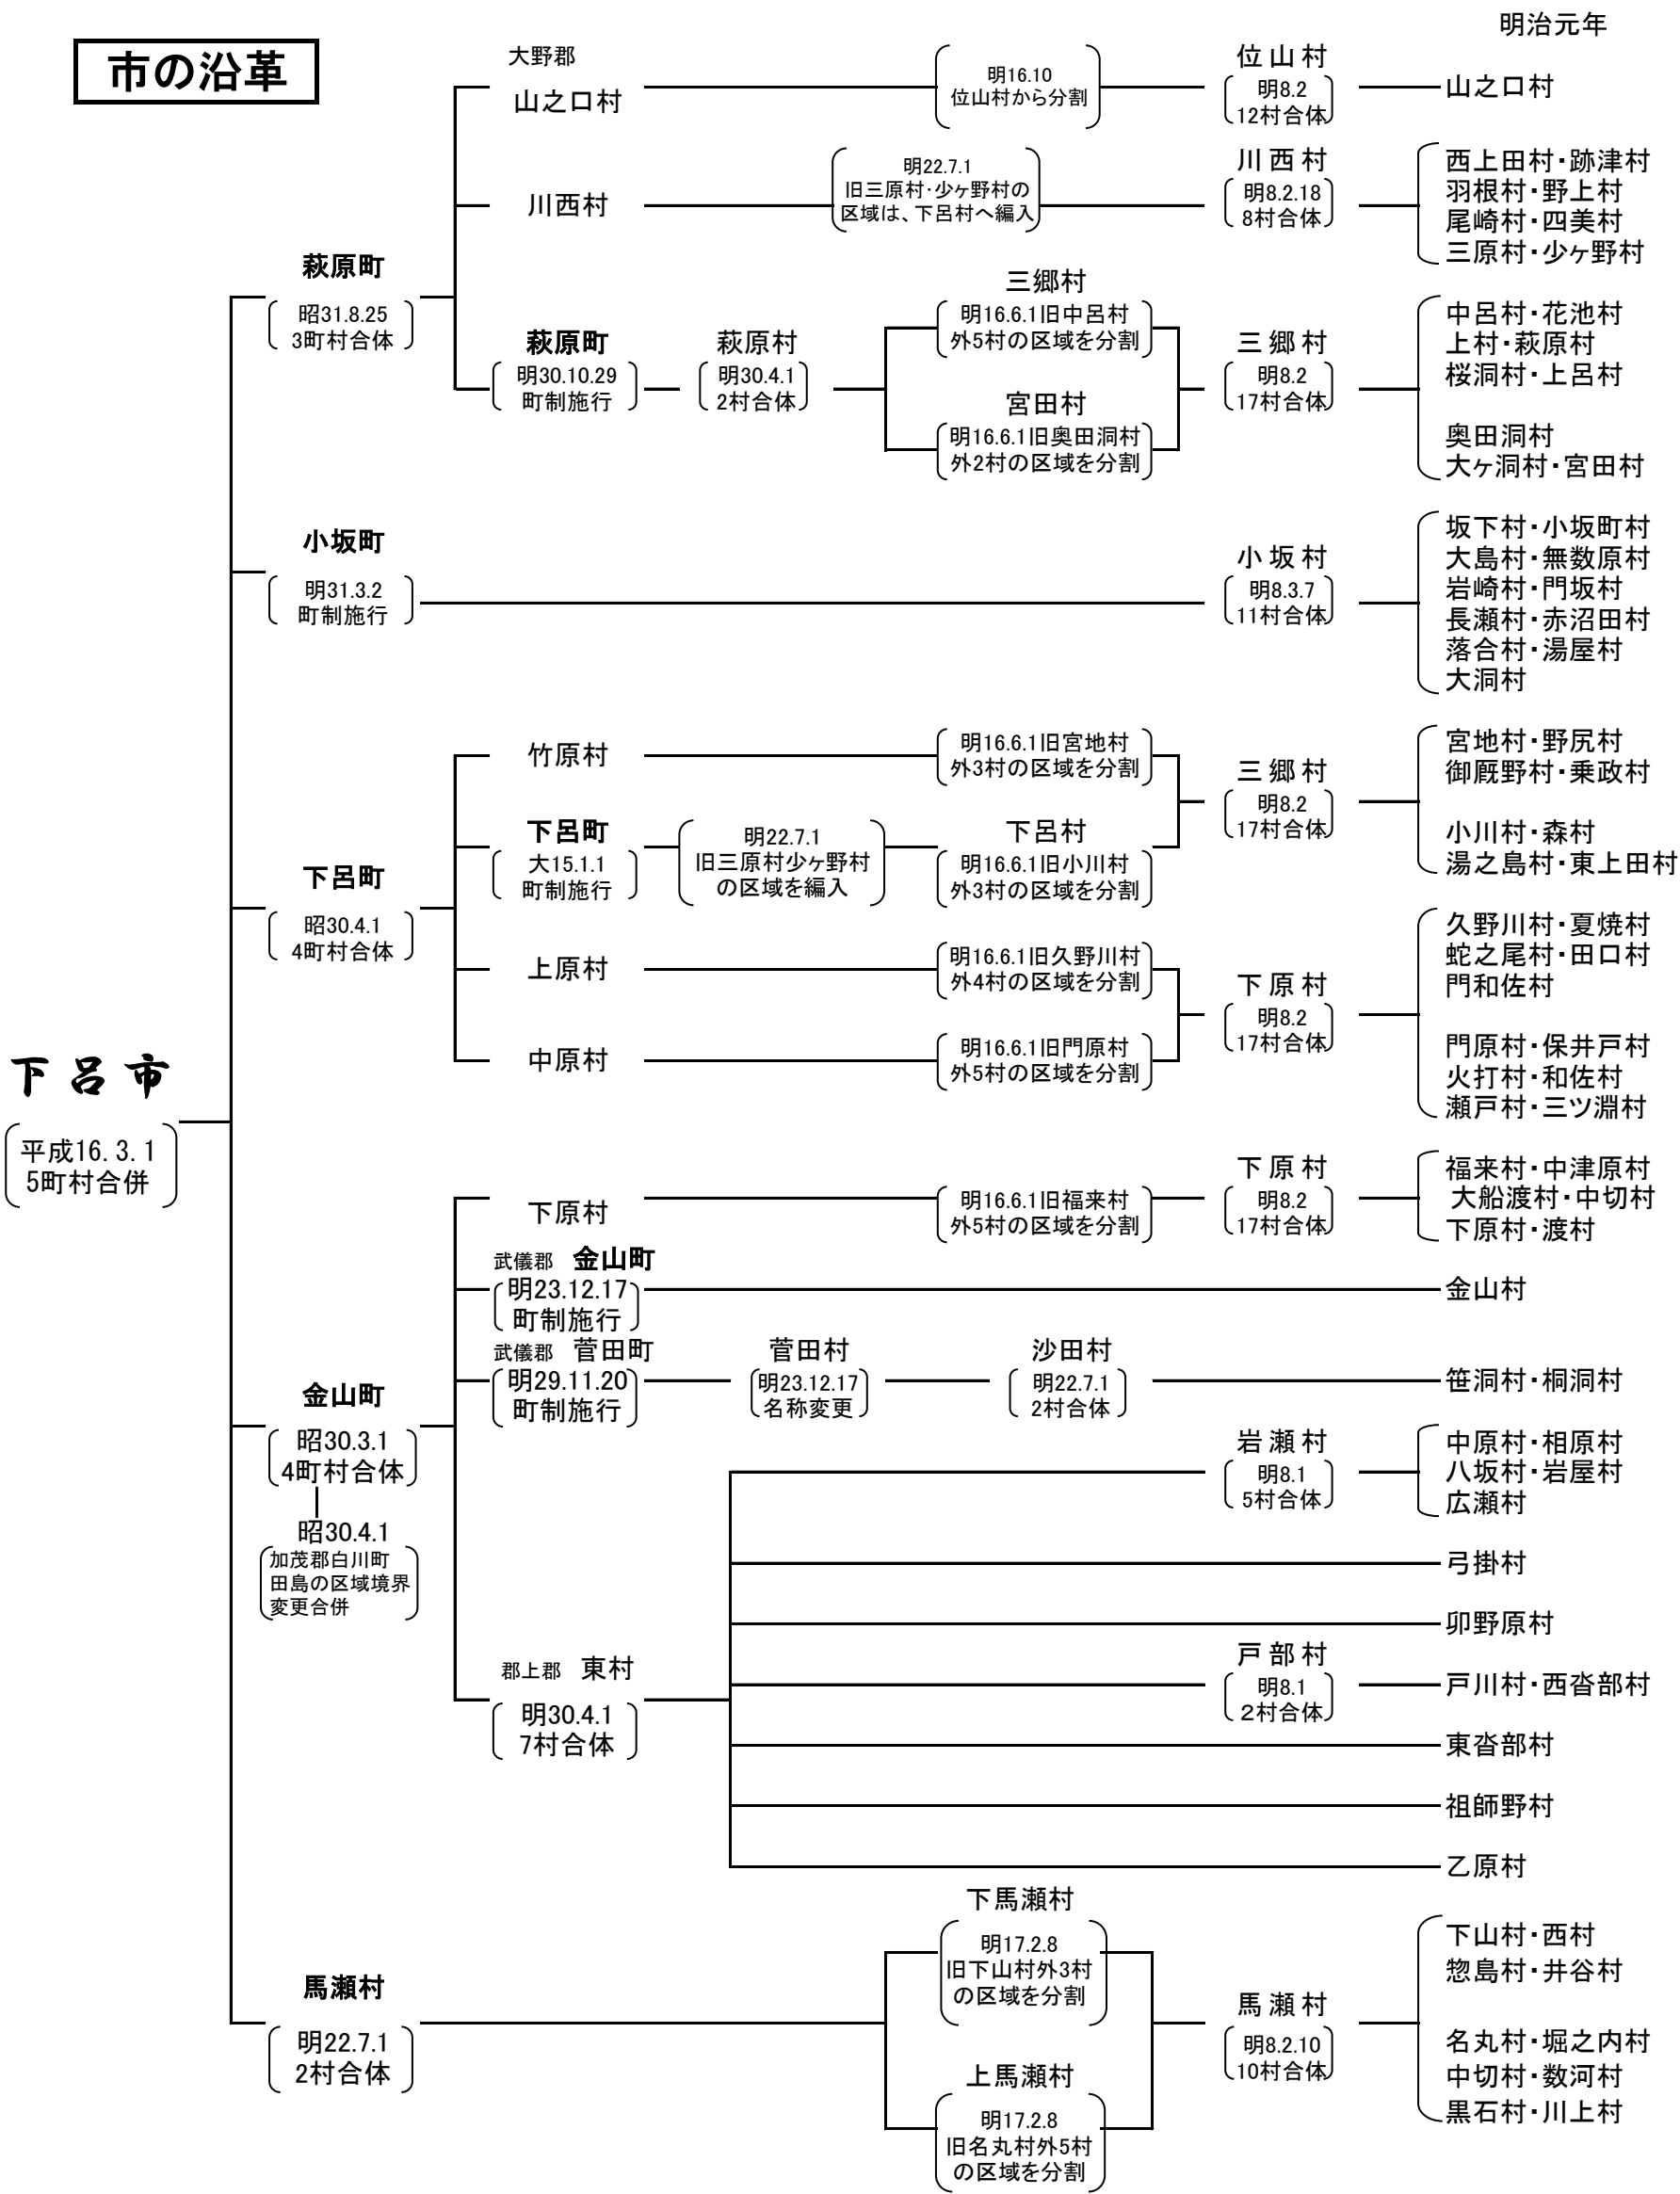 市の沿革
明治元年
大野郡
山之口村
明16.10
位山村から分割
位山村
明8.2
12村合体
山之口村
川西村
明22.7.1
旧三原村・少ヶ野村の
区域は、下呂村へ編入
川西村
明8.2.18
8村合体
西上田村・跡津村
羽根村・野上村
尾崎村・四美村
三原村・少ヶ野村
萩原町
昭31.8.25
3町村合体
萩原町
明30.10.29
町制施行
萩原村
明30.4.1
2村合体
三郷村
明16.6.1旧中呂村
外5村の区域を分割
宮田村
明16.6.1旧奥田洞村
外2村の区域を分割
三郷村
明8.2
17村合体
中呂村・花池村
上村・萩原村
桜洞村・上呂村
奥田洞村
大ヶ洞村・宮田村
小坂町
明31.3.2
町制施行
小坂村
明8.3.7
11村合体
坂下村・小坂町村
大島村・無数原村
岩崎村・門坂村
長瀬村・赤沼田村
落合村・湯屋村
大洞村
下呂町
昭30.4.1
4町村合体
竹原村
明16.6.1旧宮地村
外3村の区域を分割
下呂町
大15.1.1
町制施行
明22.7.1
旧三原村少ヶ野村
の区域を編入
下呂村
明16.6.1旧小川村
外3村の区域を分割
三郷村
明8.2
17村合体
宮地村・野尻村
御厩野村・乗政村
小川村・森村
湯之島村・東上田村
上原村
明16.6.1旧久野川村
外4村の区域を分割
中原村
明16.6.1旧門原村
外5村の区域を分割
下原村
明8.2
17村合体
久野川村・夏焼村
蛇之尾村・田口村
門和佐村
門原村・保井戸村
火打村・和佐村
瀬戸村・三ツ淵村
下呂市
平成16.3.1
5町村合併
下原村
明16.6.1旧福来村
外5村の区域を分割
下原村
明8.2
17村合体
福来村・中津原村
大船渡村・中切村
下原村・渡村
武儀郡 金山町
明23.12.17
町制施行
金山村
武儀郡 菅田町
明29.11.20
町制施行
菅田村
明23.12.17
名称変更
沙田村
明22.7.1
2村合体
笹洞村・桐洞村
金山町
昭30.3.1
4町村合体
昭30.4.1
加茂郡白川町
田島の区域境界
変更合併
岩瀬村
明8.1
5村合体
中原村・相原村
八坂村・岩屋村
広瀬村
弓掛村
卯野原村
郡上郡 東村
明30.4.1
7村合体
戸部村
明8.1
２村合体
戸川村・西沓部村
東沓部村
祖師野村
乙原村
馬瀬村
明22.7.1
2村合体
下馬瀬村
明17.2.8
旧下山村外3村
の区域を分割
上馬瀬村
明17.2.8
旧名丸村外5村
の区域を分割
馬瀬村
明8.2.10
10村合体
下山村・西村
惣島村・井谷村
名丸村・堀之内村
中切村・数河村
黒石村・川上村